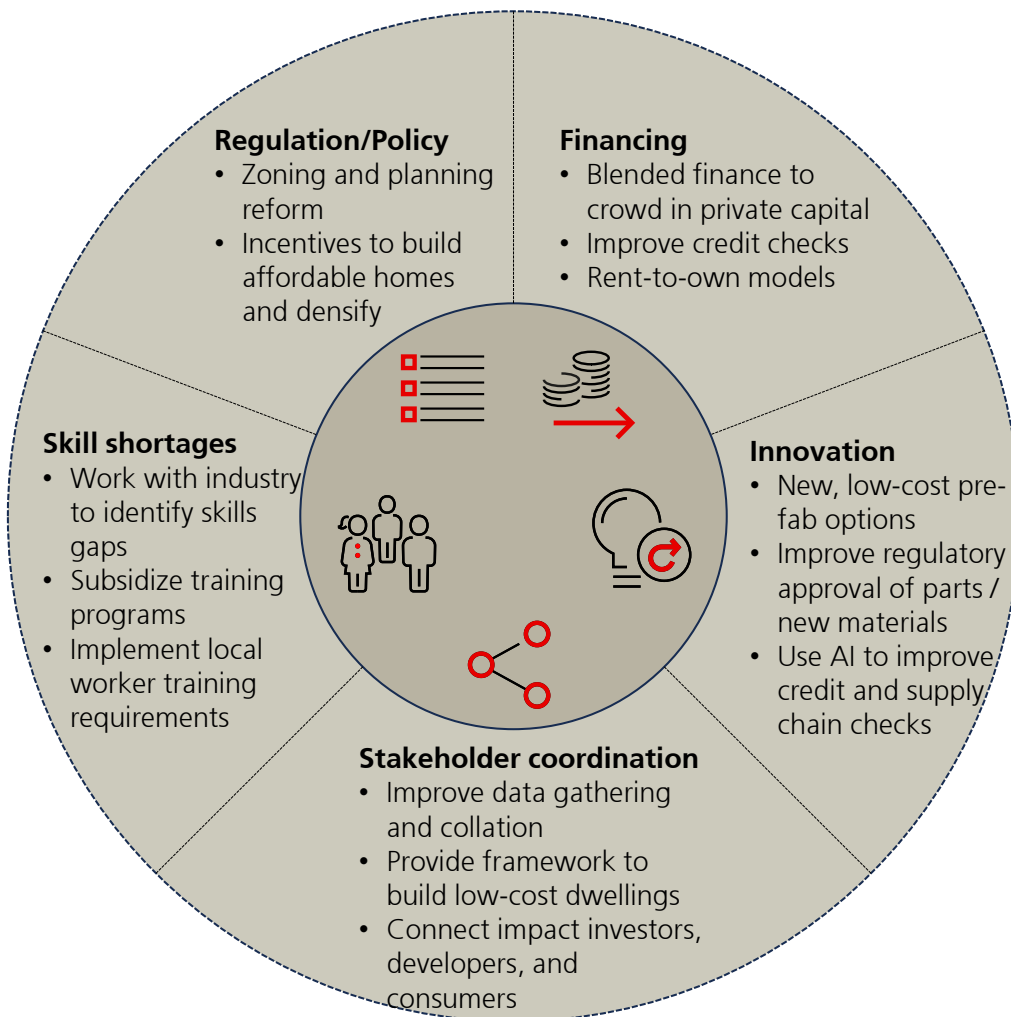 Regulation/Policy
• Zoning and planning
reform
• Incentives to build
affordable homes
and densify
Financing
• Blended finance to
crowd in private capital
• Improve credit checks
• Rent-to-own models
Skill shortages
• Work with industry
to identify skills
gaps
• Subsidize training
programs
• Implement local
worker training
requirements
Innovation
• New, low-cost pre-
fab options
• Improve regulatory
approval of parts /
new materials
• Use AI to improve
credit and supply
chain checks
Stakeholder coordination
• Improve data gathering
and collation
• Provide framework to
build low-cost dwellings
• Connect impact investors,
developers, and
consumers